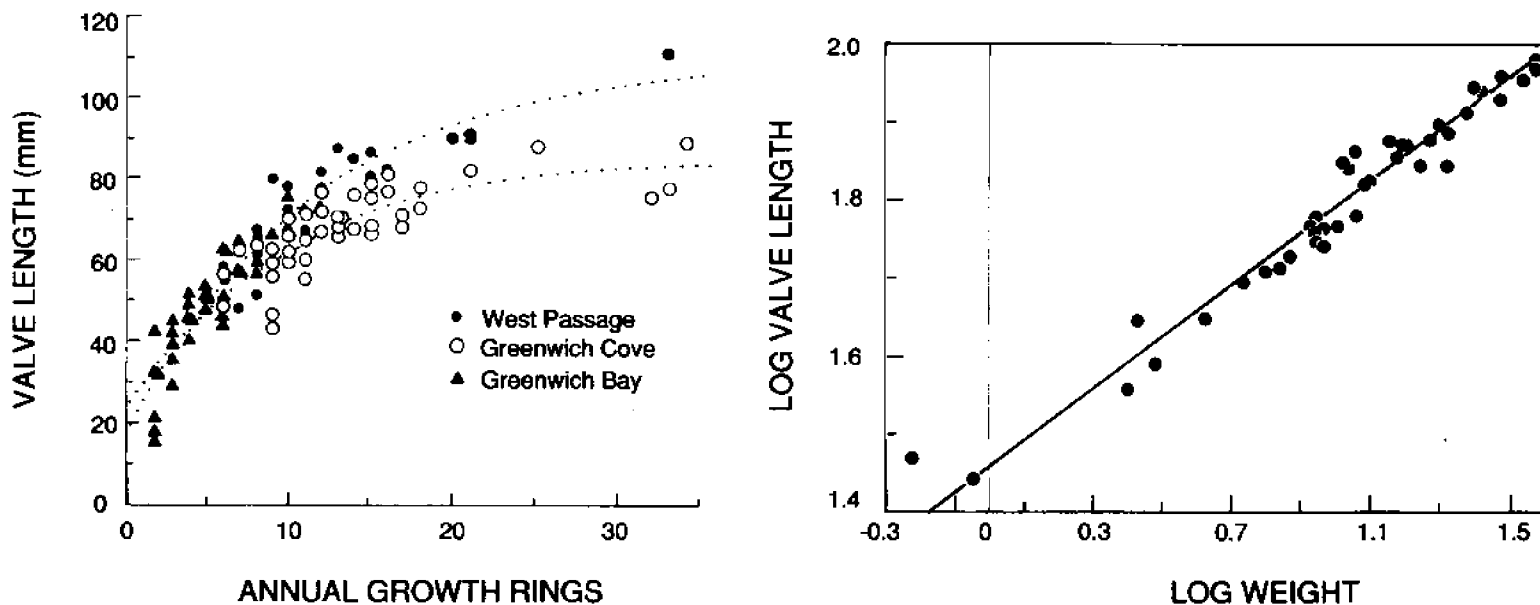 120
100
80
60
40
20
0
VALVE LENGTH (mm)
West Passage
Greenwich Cove
Greenwich Bay
0 10 20 30
ANNUAL GROWTH RINGS
2.0
1.8
1.6
1.4
LOG VALVE LENGTH
-0.3 0 0.3 0.7 1.1 1.5
LOG WEIGHT